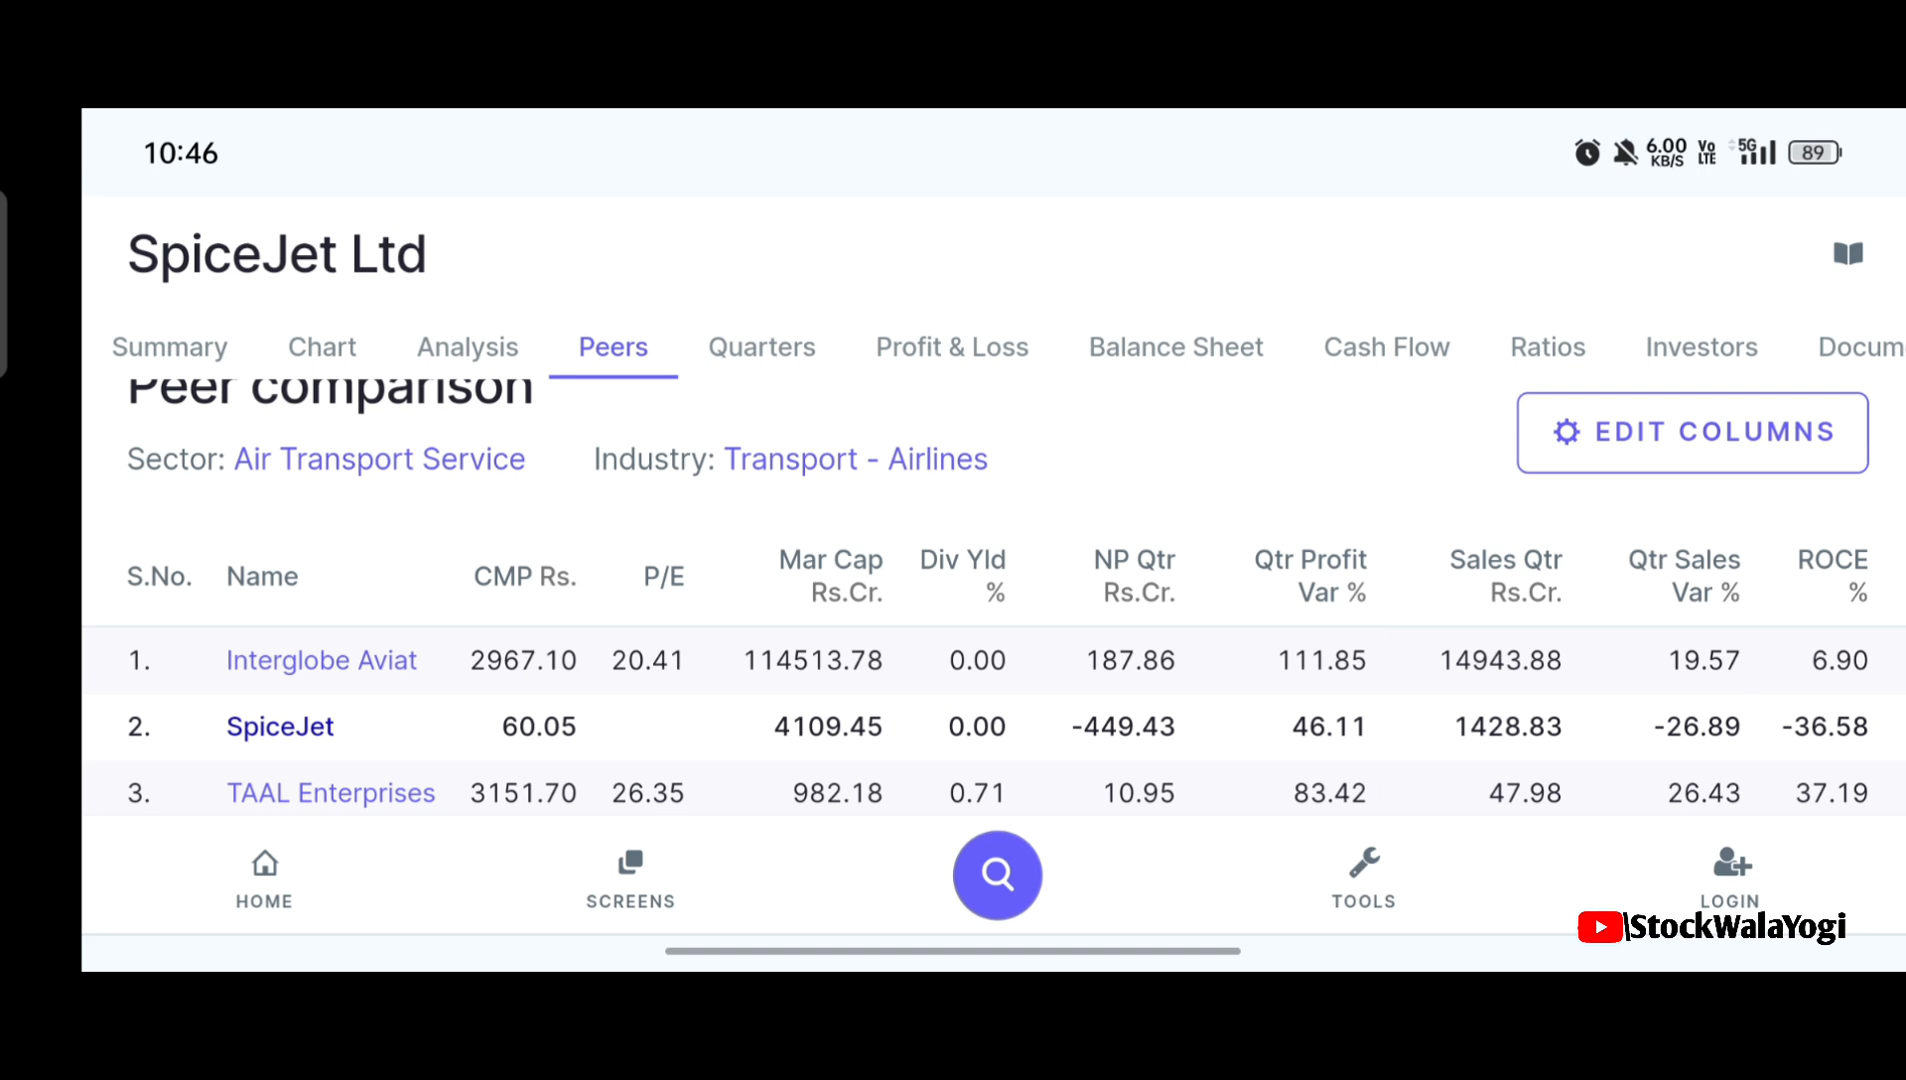 10:46 6.00 KB/S Vo LTE 5G 89
SpiceJet Ltd
Summary Chart Analysis Peers Quarters Profit & Loss Balance Sheet Cash Flow Ratios Investors Docum
Peer comparison
EDIT COLUMNS
Sector: Air Transport Service Industry: Transport - Airlines
S.No. Name CMP Rs. P/E Mar Cap Rs.Cr. Div Yld % NP Qtr Rs.Cr. Qtr Profit Var % Sales Qtr Rs.Cr. Qtr Sales Var % ROCE %
1. Interglobe Aviat 2967.10 20.41 114513.78 0.00 187.86 111.85 14943.88 19.57 6.90
2. SpiceJet 60.05 4109.45 0.00 -449.43 46.11 1428.83 -26.89 -36.58
3. TAAL Enterprises 3151.70 26.35 982.18 0.71 10.95 83.42 47.98 26.43 37.19
HOME SCREENS TOOLS LOGIN
\StockWalaYogi